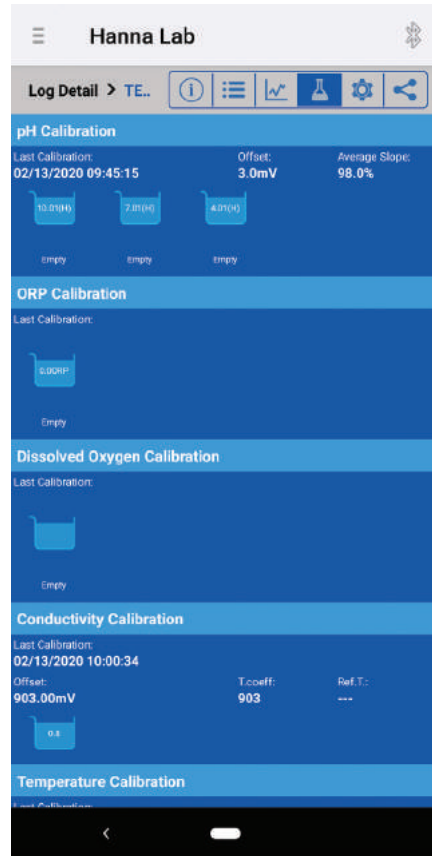 Hanna Lab
Log Detail > TE..
pH Calibration
Last Calibration: Offset: Average Slope:
02/13/2020 09:45:15 3.0mV 98.0%
10.01(H) 7.01(H) 4.01(H)
Empty Empty Empty
ORP Calibration
Last Calibration:
0.0ORP
Empty
Dissolved Oxygen Calibration
Last Calibration:
Empty
Conductivity Calibration
Last Calibration:
02/13/2020 10:00:34
Offset: T.coeff: Ref.T.:
903.00mV 903 ---
0.8
Temperature Calibration
Last Calibration: